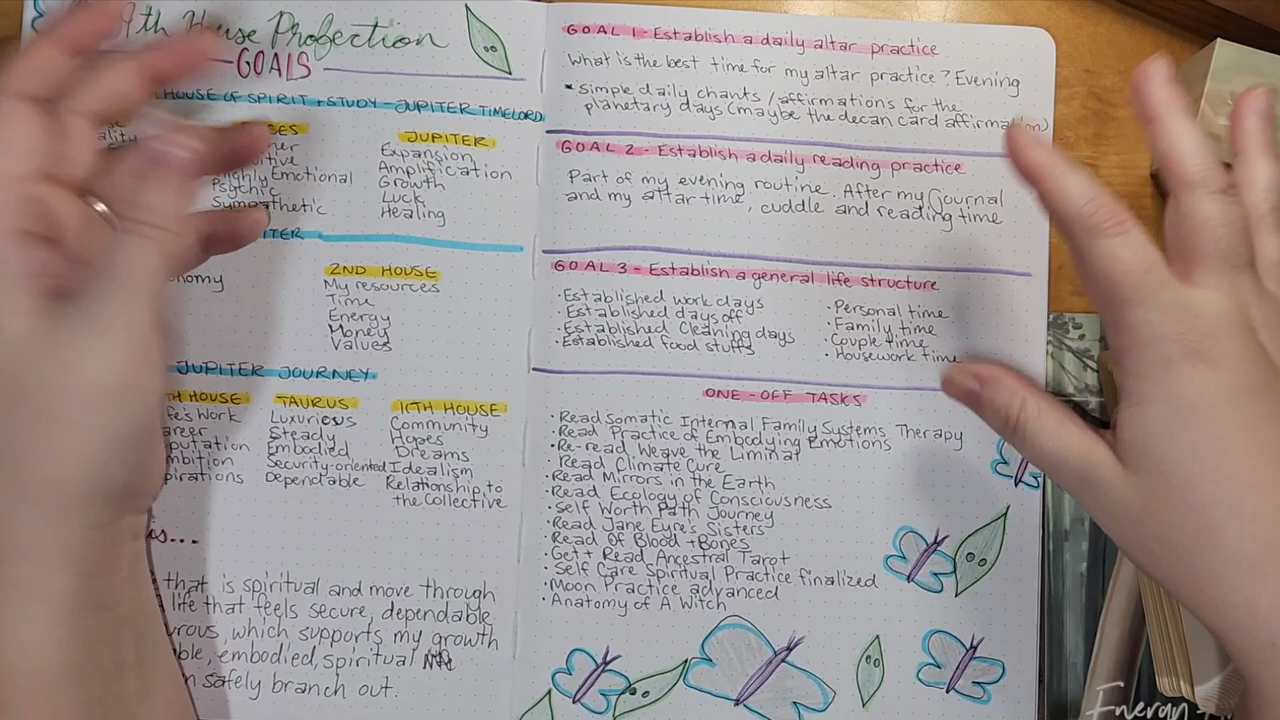 9th House Profection
GOALS
HOUSE OF SPIRIT + STUDY - JUPITER TIMELORD
JUPITER
Highly Emotional
Psychic
Sympathetic
Expansion
Amplification
Growth
Luck
Healing
2ND HOUSE
My resources
Time
Energy
Money
Values
JUPITER JOURNEY
HOUSE
TAURUS
11TH HOUSE
Luxurious
Steady
Embodied
Security-oriented
Dependable
Community
Hopes
Dreams
Idealism
Relationship to
the Collective
that is spiritual and move through
life that feels secure, dependable
which supports my growth
embodied, spiritual
safely branch out.
GOAL 1 - Establish a daily altar practice
What is the best time for my altar practice? Evening
* simple daily chants / affirmations for the
planetary days (maybe the decan card affirmation)
GOAL 2 - Establish a daily reading practice
Part of my evening routine. After my journal
and my altar time, cuddle and reading time
GOAL 3 - Establish a general life structure
· Established work days
· Established days off
· Established Cleaning days
· Established food stuffs
· Personal time
· Family time
· Couple time
· Housework time
ONE-OFF TASKS
· Read Somatic Internal Family Systems Therapy
· Read Practice of Embodying Emotions
· Re-read Weave the Liminal
Read Climate Cure
· Read Mirrors in the Earth
· Read Ecology of Consciousness
· Self Worth Path Journey
· Read Jane Eyre's Sisters
· Read Of Blood + Bones
· Get + Read Ancestral Tarot
· Self Care Spiritual Practice finalized
· Moon Practice advanced
· Anatomy of A Witch